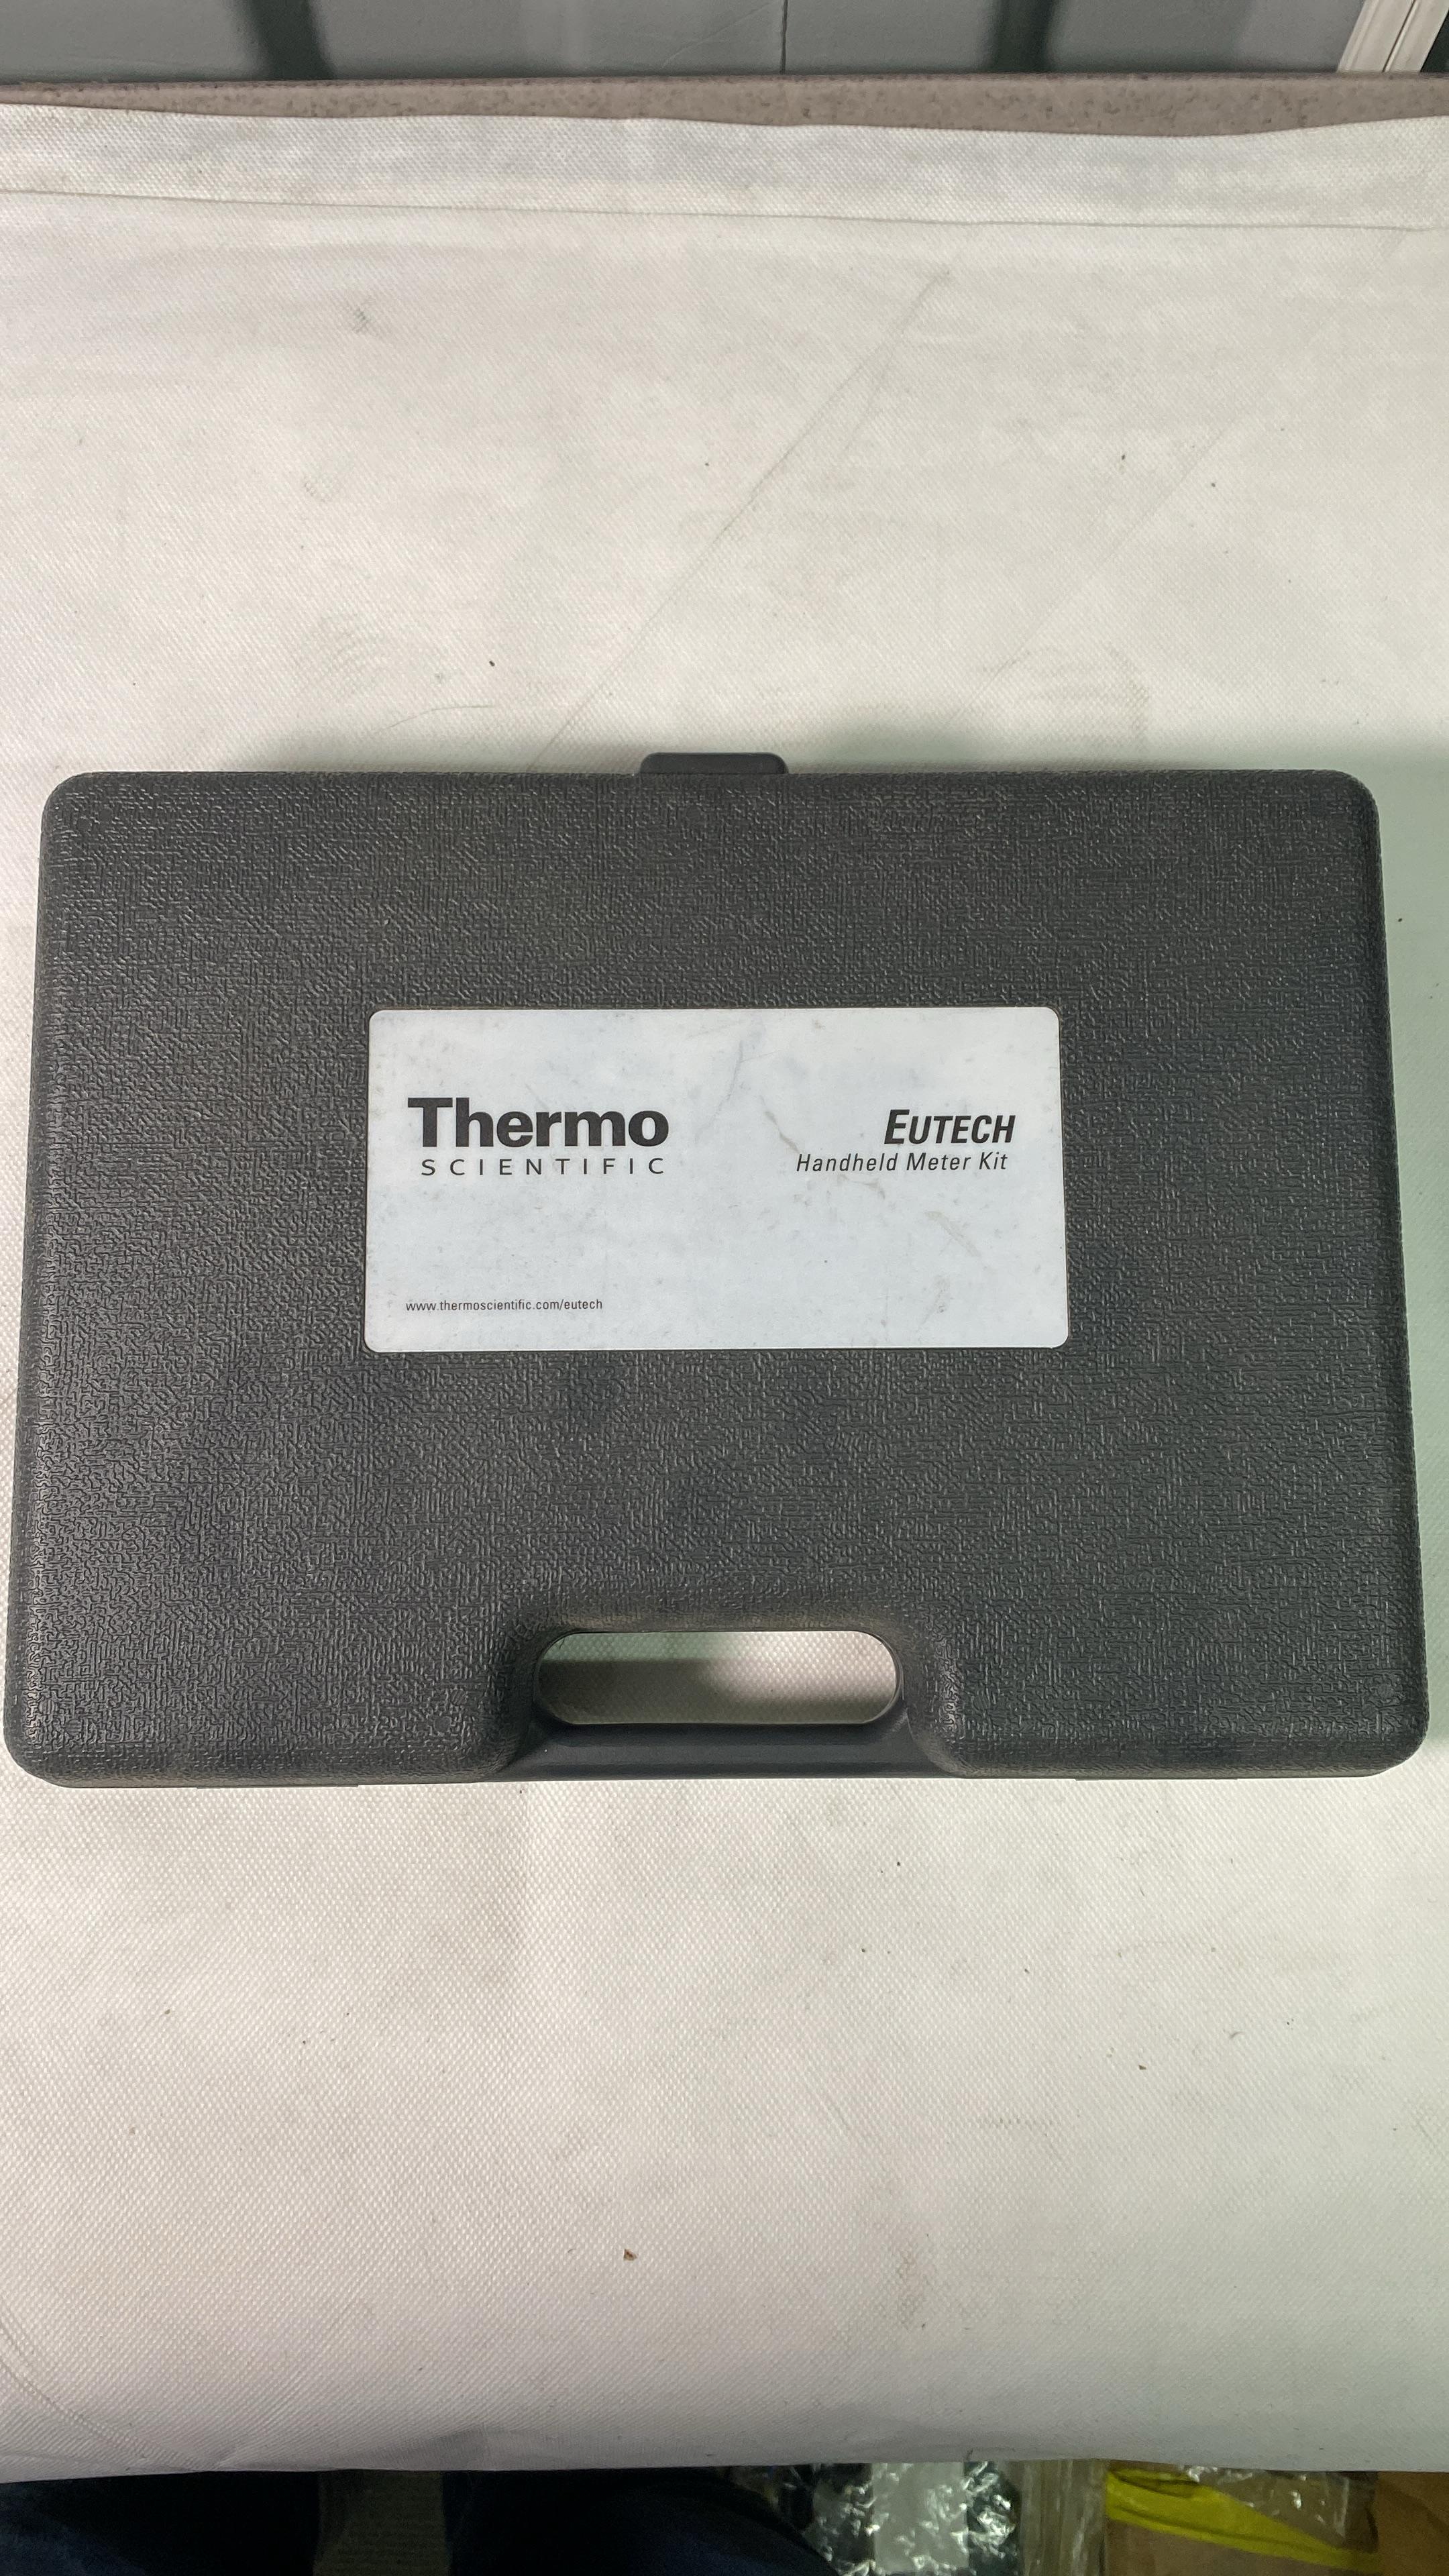 Thermo
SCIENTIFIC
EUTECH
Handheld Meter Kit
www.thermoscientific.com/eutech